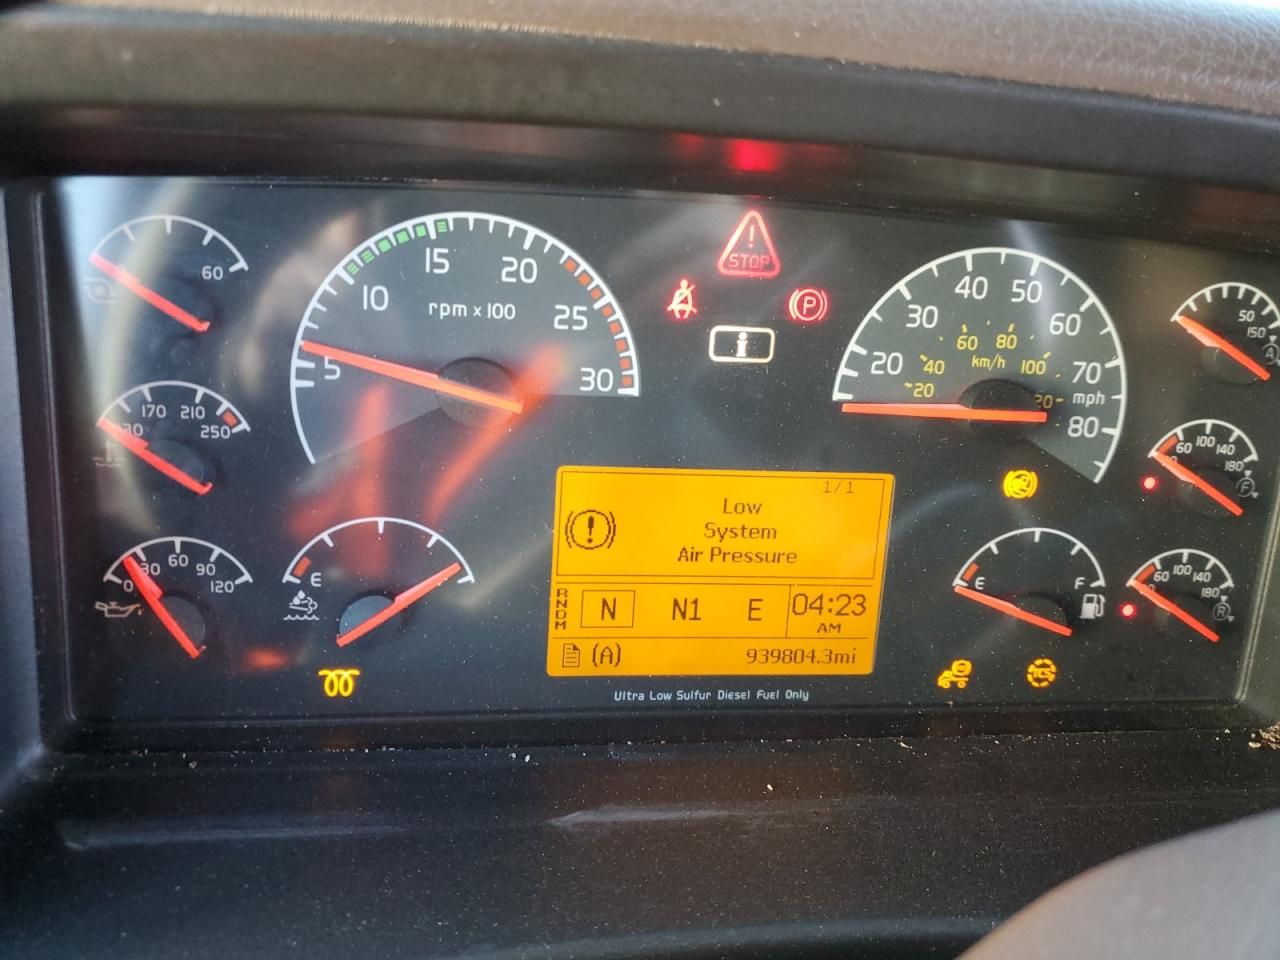 60
170 210
250
0 30 60 90 120
5 10 15 20 25 30
rpm x 100
E
STOP
P
i
20 30 40 50 60 70 80
mph
20 40 60 80 100
km/h
E F
50
150
A
60 100 140
180
F
60 100 140
180
R
1/1
Low
System
Air Pressure
RNDM N N1 E 04:23
AM
(A) 939804.3mi
Ultra Low Sulfur Diesel Fuel Only